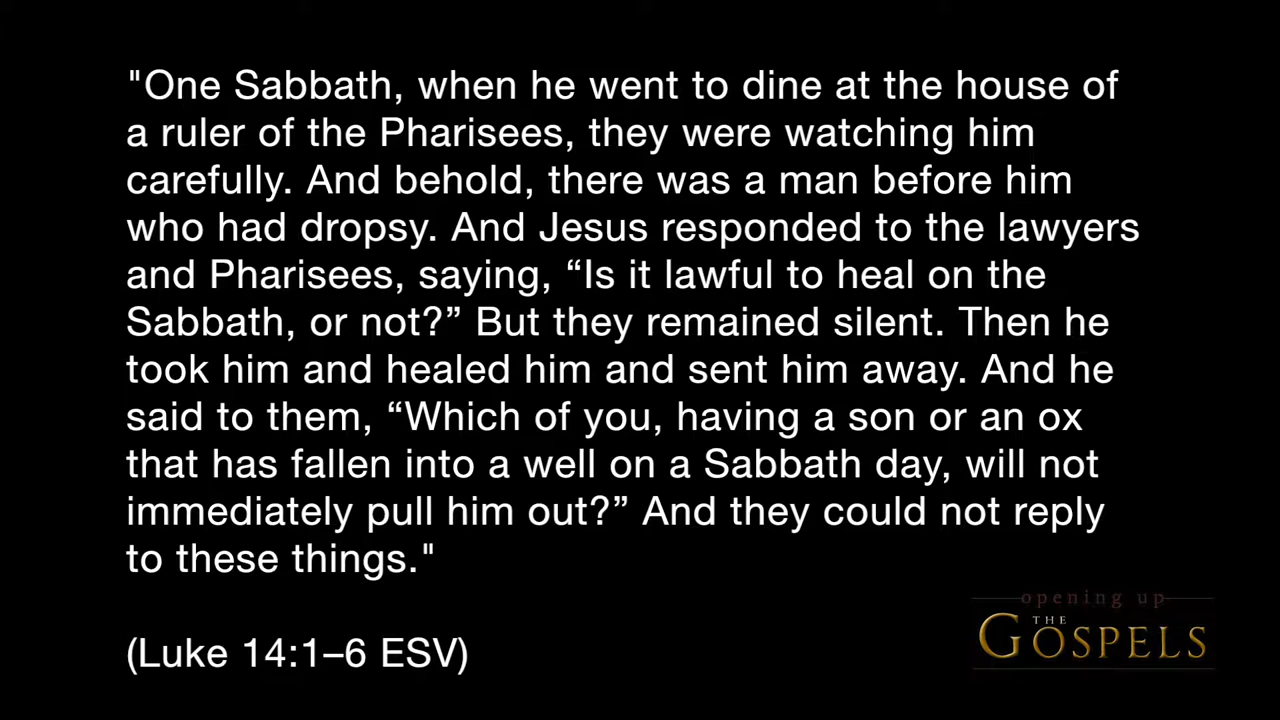 "One Sabbath, when he went to dine at the house of
a ruler of the Pharisees, they were watching him
carefully. And behold, there was a man before him
who had dropsy. And Jesus responded to the lawyers
and Pharisees, saying, “Is it lawful to heal on the
Sabbath, or not?” But they remained silent. Then he
took him and healed him and sent him away. And he
said to them, “Which of you, having a son or an ox
that has fallen into a well on a Sabbath day, will not
immediately pull him out?” And they could not reply
to these things."
(Luke 14:1–6 ESV)
opening up
THE
GOSPELS